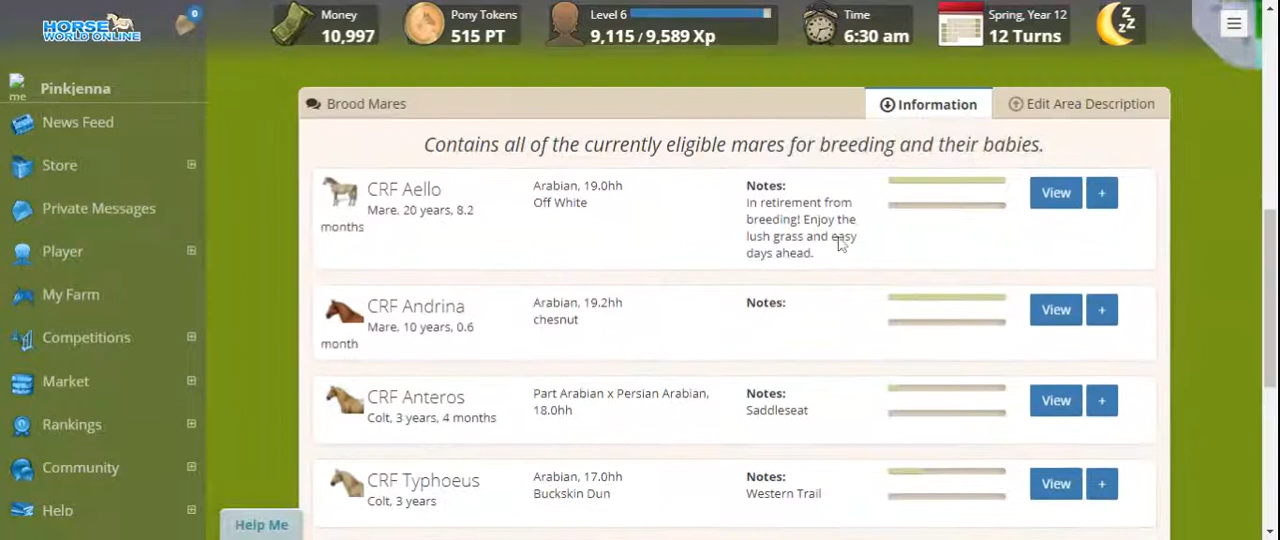 HORSE
WORLD ONLINE
0
Money
10,997
Pony Tokens
515 PT
Level 6
9,115 / 9,589 Xp
Time
6:30 am
Spring, Year 12
12 Turns
Z Z Z
me
Pinkjenna
News Feed
Store
Private Messages
Player
My Farm
Competitions
Market
Rankings
Community
Help
Help Me
Brood Mares
Information
Edit Area Description
Contains all of the currently eligible mares for breeding and their babies.
CRF Aello
Mare. 20 years, 8.2
months
Arabian, 19.0hh
Off White
Notes:
In retirement from
breeding! Enjoy the
lush grass and easy
days ahead.
View
+
CRF Andrina
Mare. 10 years, 0.6
month
Arabian, 19.2hh
chesnut
Notes:
View
+
CRF Anteros
Colt, 3 years, 4 months
Part Arabian x Persian Arabian,
18.0hh
Notes:
Saddleseat
View
+
CRF Typhoeus
Colt, 3 years
Arabian, 17.0hh
Buckskin Dun
Notes:
Western Trail
View
+